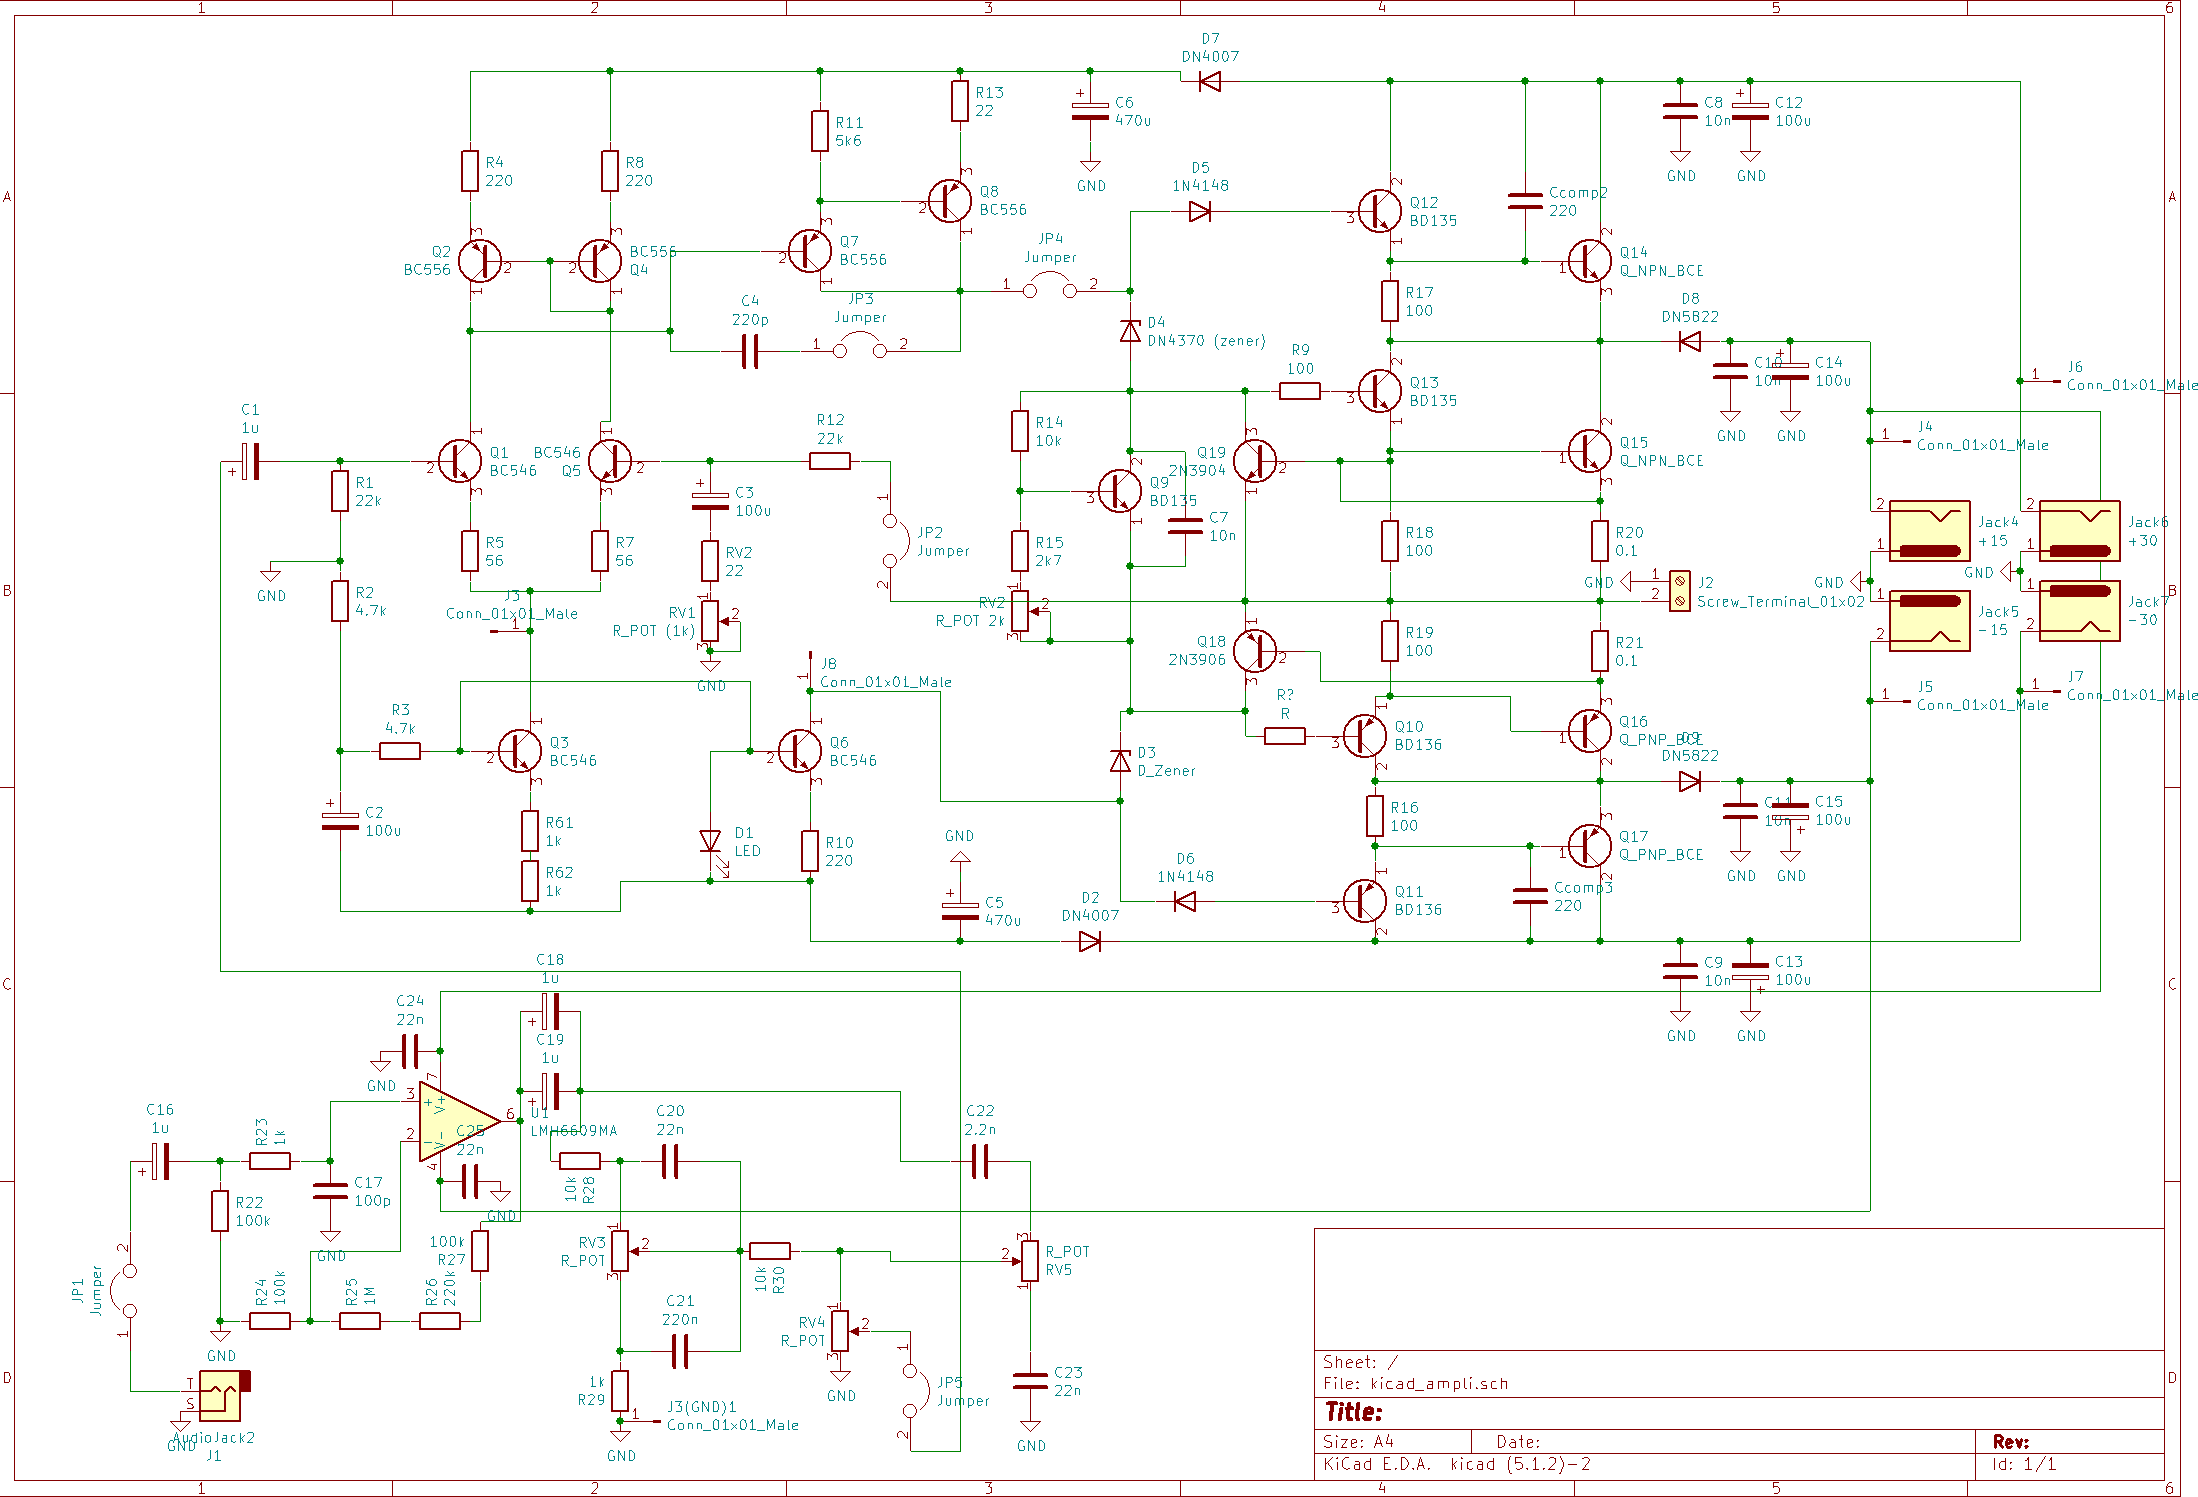 1 2 3 4 5 6
A
B
C
D
A
B
C
D
1 2 3 4 5 6
D7
DN4007
R13
22
C6
470u
GND
R11
5k6
R4
220
R8
220
Q2
BC556
BC556
Q4
Q7
BC556
Q8
BC556
JP4
Jumper
D5
1N4148
Q12
BD135
Ccomp2
220
Q14
Q_NPN_BCE
C8
10n
GND
C12
100u
GND
C4
220p
JP3
Jumper
D4
DN4370 (zener)
R17
100
D8
DN5822
C10
10n
GND
C14
100u
GND
R9
100
Q13
BD135
J6
Conn_01x01_Male
J4
Conn_01x01_Male
C1
1u
R1
22k
Q1
BC546
BC546
Q5
R12
22k
R14
10k
Q19
2N3904
Q9
BD135
Q15
Q_NPN_BCE
C3
100u
JP2
Jumper
C7
10n
R18
100
R20
0.1
Jack4
+15
Jack6
+30
R5
56
R7
56
RV2
22
R15
2k7
GND
R2
4.7k
J3
Conn_01x01_Male
RV1
R_POT (1k)
GND
RV2
R_POT 2k
GND
J2
Screw_Terminal_01x02
GND
GND
Jack5
-15
Jack7
-30
Q18
2N3906
R19
100
R21
0.1
J8
Conn_01x01_Male
J5
Conn_01x01_Male
J7
Conn_01x01_Male
R3
4.7k
Q3
BC546
Q6
BC546
R?
R
Q10
BD136
Q16
Q_PNP_BCE
D9
DN5822
D3
D_Zener
C2
100u
R61
1k
R62
1k
D1
LED
R10
220
GND
C5
470u
D2
DN4007
D6
1N4148
R16
100
Q11
BD136
Q17
Q_PNP_BCE
Ccomp3
220
C11
10n
GND
C15
100u
GND
C9
10n
GND
C13
100u
GND
C18
1u
C19
1u
C24
22n
GND
U1
LMH6609MA
V+
V-
C25
22n
GND
C16
1u
R23
1k
C17
100p
GND
R22
100k
C20
22n
C22
2.2n
10k
R28
100k
R27
RV3
R_POT
10k
R30
R_POT
RV5
JP1
Jumper
R24
100k
R25
1M
R26
220k
GND
C21
220n
RV4
R_POT
GND
1k
R29
J3(GND)1
Conn_01x01_Male
GND
JP5
Jumper
C23
22n
GND
T
S
GND
AudioJack2
J1
Sheet: /
File: kicad_ampli.sch
Title:
Size: A4 Date: Rev:
KiCad E.D.A. kicad (5.1.2)-2 Id: 1/1